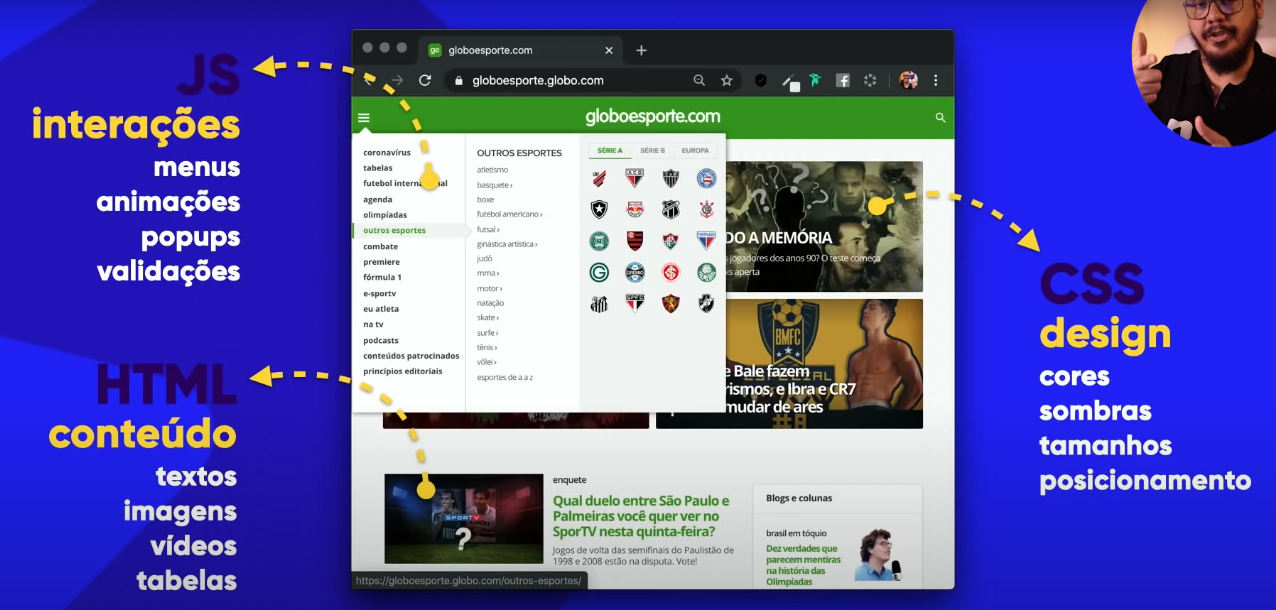 JS
interações
menus
animações
popups
validações
HTML
conteúdo
textos
imagens
vídeos
tabelas
ge globoesporte.com
globoesporte.globo.com
globoesporte.com
coronavírus
tabelas
futebol internacional
agenda
olimpíadas
outros esportes
combate
premiere
fórmula 1
e-sportv
eu atleta
na tv
podcasts
conteúdos patrocinados
princípios editoriais
OUTROS ESPORTES
atletismo
basquete ›
boxe
futebol americano ›
futsal ›
ginástica artística ›
judô
mma ›
motor ›
natação
skate ›
surfe ›
tênis ›
vôlei ›
esportes de a a z
SÉRIE A SÉRIE B EUROPA
DO A MEMÓRIA
jogadores dos anos 90? O teste começa
is aperta
BMFC
ESPECIAL
e Bale fazem
rismos, e Ibra e CR7
mudar de ares
SPORTV
?
enquete
Qual duelo entre São Paulo e
Palmeiras você quer ver no
SporTV nesta quinta-feira?
Jogos de volta das semifinais do Paulistão de
1998 e 2008 estão na disputa. Vote!
Blogs e colunas
brasil em tóquio
Dez verdades que
parecem mentiras
na história das
Olimpíadas
https://globoesporte.globo.com/outros-esportes/
CSS
design
cores
sombras
tamanhos
posicionamento